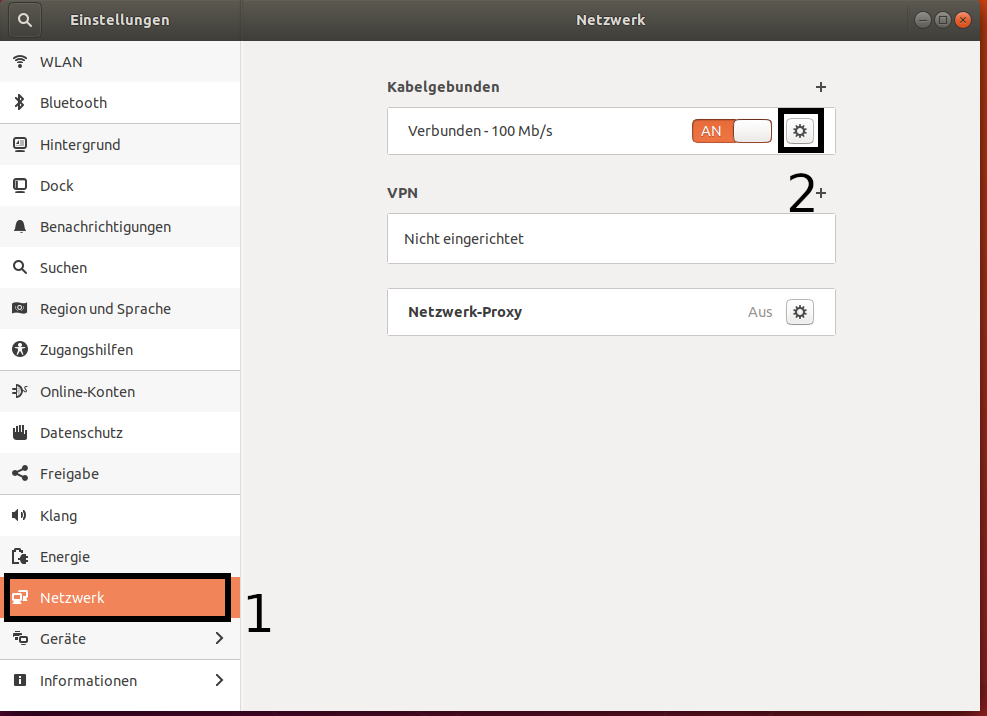 Einstellungen
Netzwerk
WLAN
Bluetooth
Hintergrund
Dock
Benachrichtigungen
Suchen
Region und Sprache
Zugangshilfen
Online-Konten
Datenschutz
Freigabe
Klang
Energie
Netzwerk
1
Geräte
Informationen
Kabelgebunden
Verbunden - 100 Mb/s
AN
2
VPN
Nicht eingerichtet
Netzwerk-Proxy
Aus